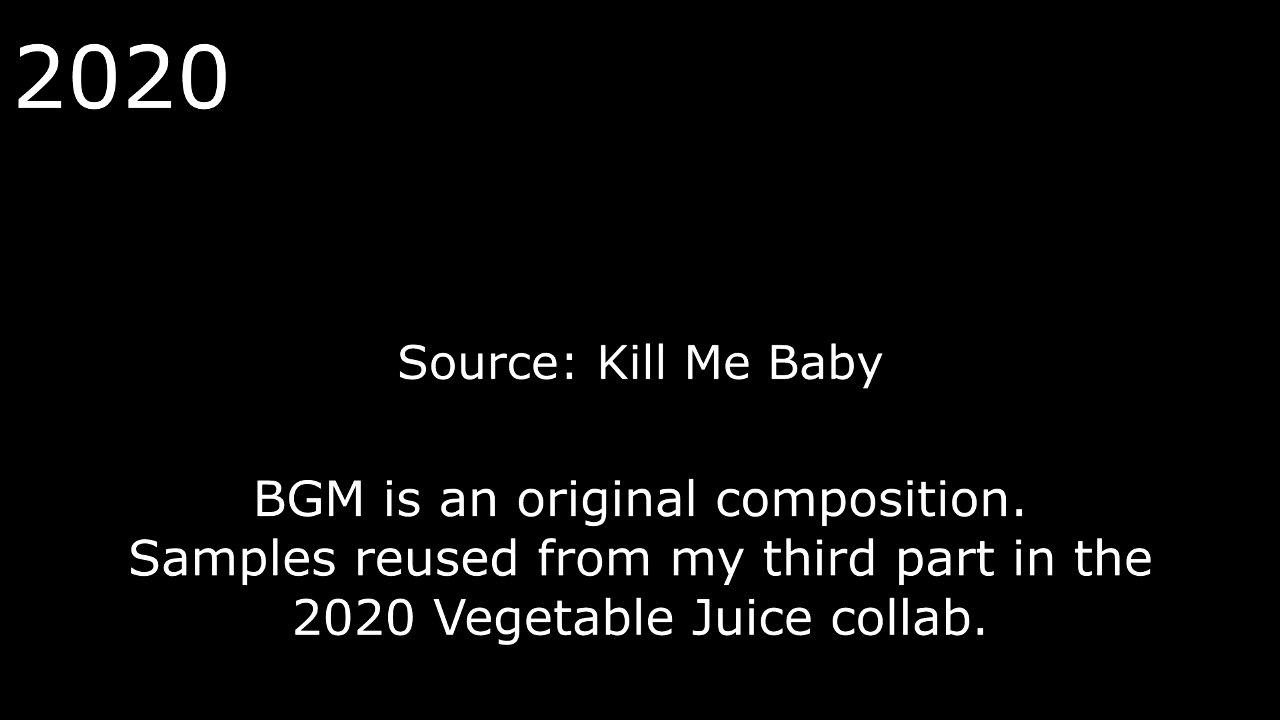 2020
Source: Kill Me Baby
BGM is an original composition.
Samples reused from my third part in the
2020 Vegetable Juice collab.